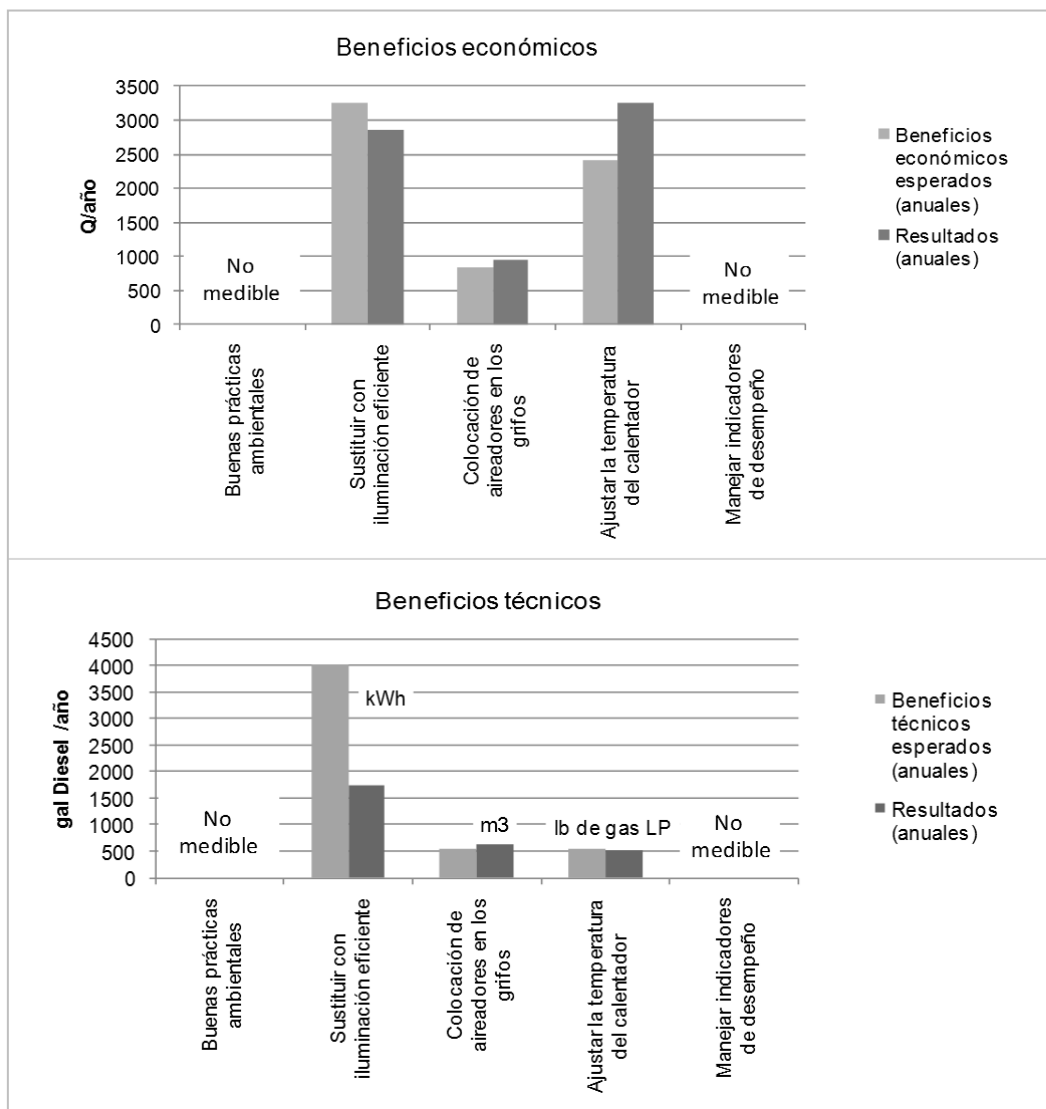 Beneficios económicos
3500
3000
2500
2000
1500
1000
500
0
Q/año
No
medible
No
medible
Buenas prácticas
ambientales
Sustituir con
iluminación eficiente
Colocación de
aireadores en los
grifos
Ajustar la temperatura
del calentador
Manejar indicadores
de desempeño
Beneficios
económicos
esperados
(anuales)
Resultados
(anuales)
Beneficios técnicos
4500
4000
3500
3000
2500
2000
1500
1000
500
0
gal Diesel /año
No
medible
kWh
m3
lb de gas LP
No
medible
Buenas prácticas
ambientales
Sustituir con
iluminación eficiente
Colocación de
aireadores en los
grifos
Ajustar la temperatura
del calentador
Manejar indicadores
de desempeño
Beneficios
técnicos
esperados
(anuales)
Resultados
(anuales)